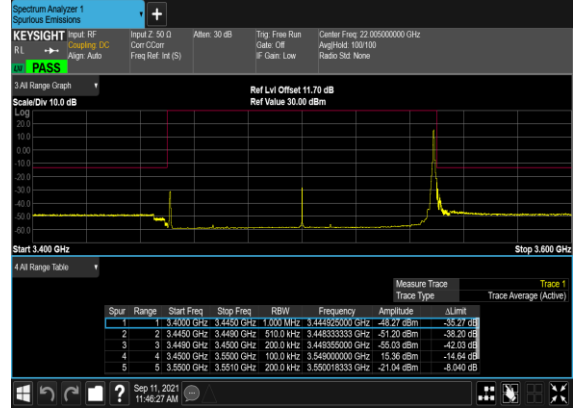 Spectrum Analyzer 1
Spurious Emissions
+
KEYSIGHT Input: RF Input Z: 50 Ω Atten: 30 dB Trig: Free Run Center Freq: 22.005000000 GHz
RL Coupling: DC Corr CCorr Gate: Off Avg|Hold: 100/100
Align: Auto Freq Ref: Int (S) IF Gain: Low Radio Std: None
PASS
3 All Range Graph
Ref Lvl Offset 11.70 dB
Scale/Div 10.0 dB Ref Value 30.00 dBm
Log
20.0
10.0
0.00
-10.0
-20.0
-30.0
-40.0
-50.0
-60.0
Start 3.400 GHz Stop 3.600 GHz
4 All Range Table
Measure Trace Trace 1
Trace Type Trace Average (Active)
Spur Range Start Freq Stop Freq RBW Frequency Amplitude ΔLimit
1 1 3.4000 GHz 3.4450 GHz 1.000 MHz 3.444925000 GHz -48.27 dBm -35.27 dB
2 2 3.4450 GHz 3.4490 GHz 510.0 kHz 3.448333333 GHz -51.20 dBm -38.20 dB
3 3 3.4490 GHz 3.4500 GHz 200.0 kHz 3.449355000 GHz -55.03 dBm -42.03 dB
4 4 3.4500 GHz 3.5500 GHz 100.0 kHz 3.549000000 GHz 15.36 dBm -14.64 dB
5 5 3.5500 GHz 3.5510 GHz 200.0 kHz 3.550018333 GHz -21.04 dBm -8.040 dB
?
Sep 11, 2021
11:46:27 AM